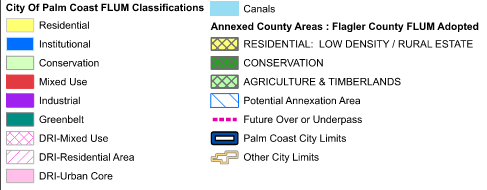 City Of Palm Coast FLUM Classifications
Residential
Institutional
Conservation
Mixed Use
Industrial
Greenbelt
DRI-Mixed Use
DRI-Residential Area
DRI-Urban Core
Canals
Annexed County Areas : Flagler County FLUM Adopted
RESIDENTIAL: LOW DENSITY / RURAL ESTATE
CONSERVATION
AGRICULTURE & TIMBERLANDS
Potential Annexation Area
Future Over or Underpass
Palm Coast City Limits
Other City Limits